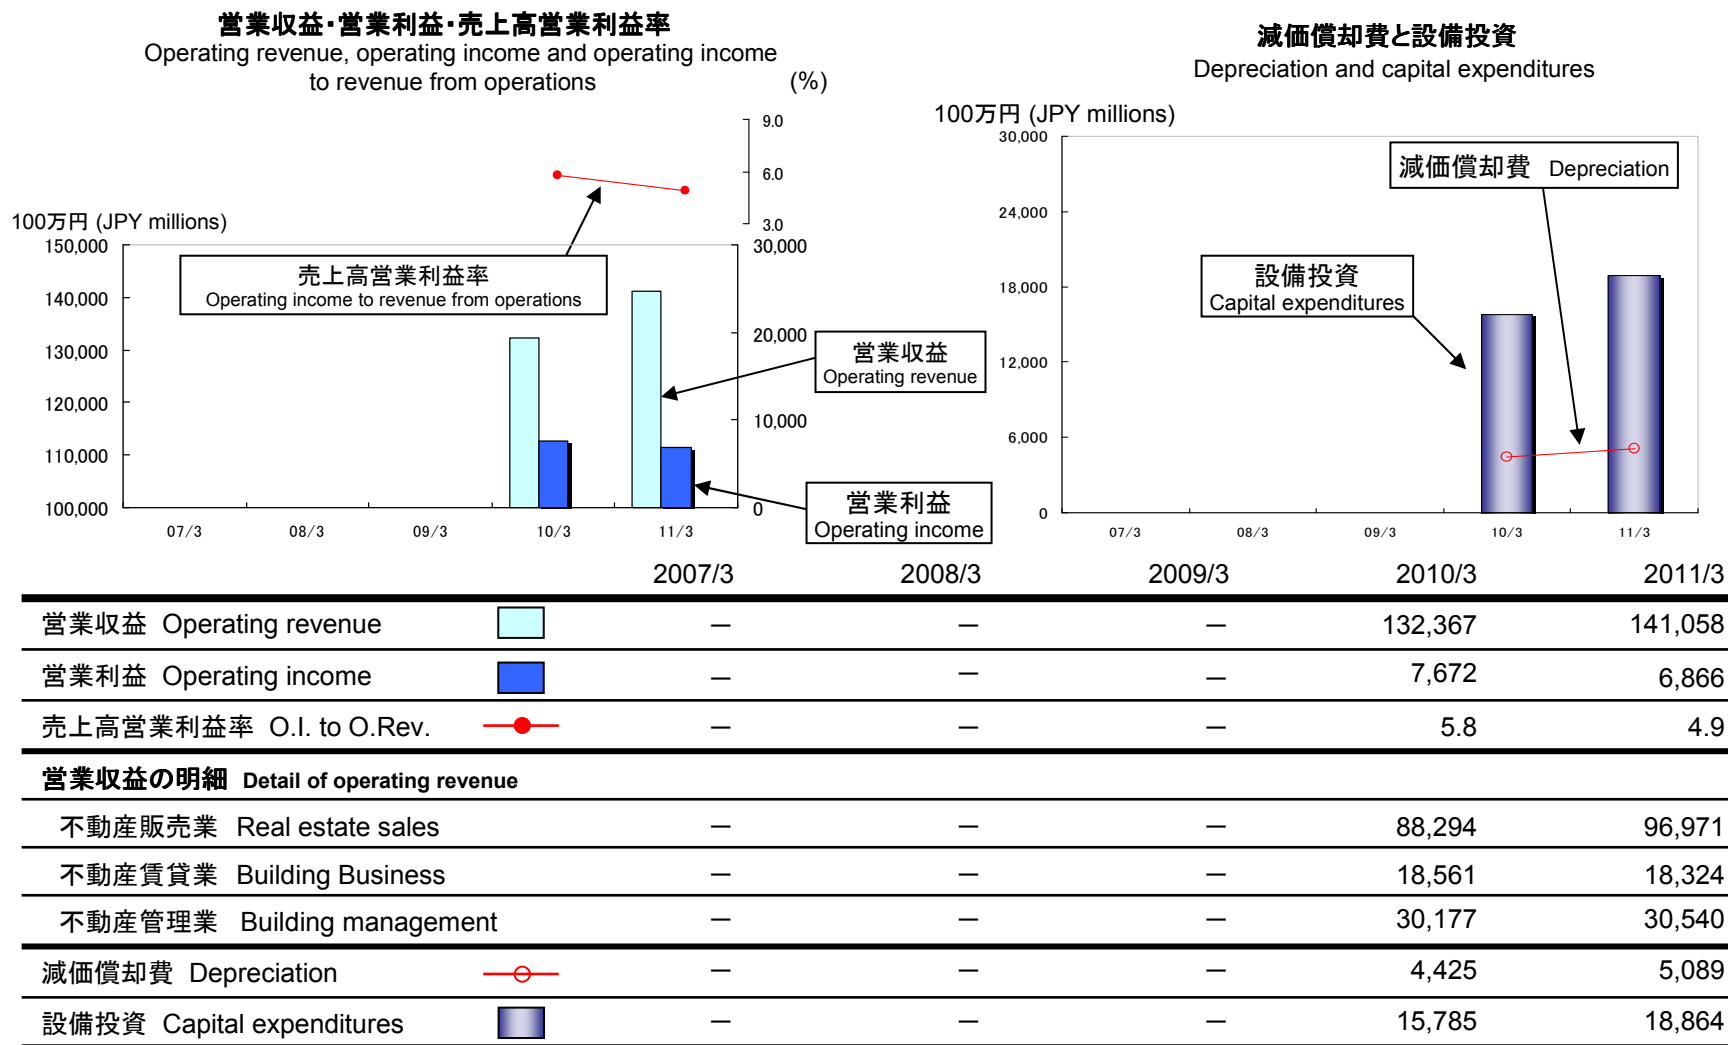 営業収益・営業利益・売上高営業利益率
Operating revenue, operating income and operating income
to revenue from operations
(%)
100万円 (JPY millions)
9.0
6.0
3.0
150,000
140,000
130,000
120,000
110,000
100,000
30,000
20,000
10,000
0
売上高営業利益率
Operating income to revenue from operations
営業収益
Operating revenue
営業利益
Operating income
07/3 08/3 09/3 10/3 11/3
減価償却費と設備投資
Depreciation and capital expenditures
100万円 (JPY millions)
30,000
24,000
18,000
12,000
6,000
0
減価償却費 Depreciation
設備投資
Capital expenditures
07/3 08/3 09/3 10/3 11/3
2007/3 2008/3 2009/3 2010/3 2011/3
営業収益 Operating revenue － － － 132,367 141,058
営業利益 Operating income － － － 7,672 6,866
売上高営業利益率 O.I. to O.Rev. － － － 5.8 4.9
営業収益の明細 Detail of operating revenue
不動産販売業 Real estate sales － － － 88,294 96,971
不動産賃貸業 Building Business － － － 18,561 18,324
不動産管理業 Building management － － － 30,177 30,540
減価償却費 Depreciation － － － 4,425 5,089
設備投資 Capital expenditures － － － 15,785 18,864